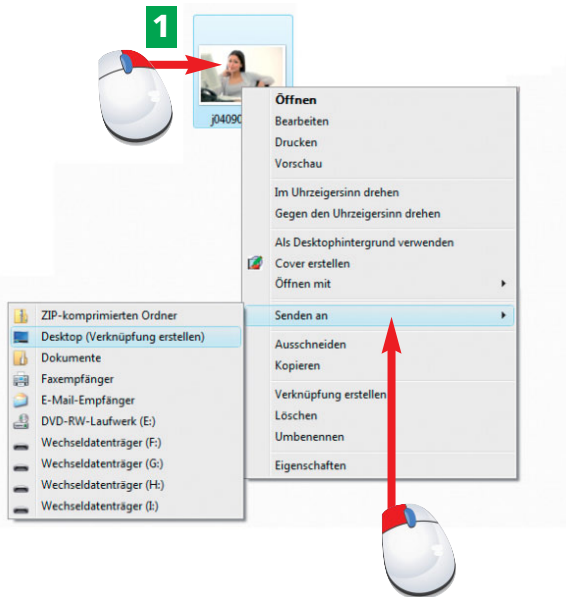 1
j04090
Öffnen
Bearbeiten
Drucken
Vorschau
Im Uhrzeigersinn drehen
Gegen den Uhrzeigersinn drehen
Als Desktophintergrund verwenden
Cover erstellen
Öffnen mit
Senden an
Ausschneiden
Kopieren
Verknüpfung erstellen
Löschen
Umbenennen
Eigenschaften
ZIP-komprimierten Ordner
Desktop (Verknüpfung erstellen)
Dokumente
Faxempfänger
E-Mail-Empfänger
DVD-RW-Laufwerk (E:)
Wechseldatenträger (F:)
Wechseldatenträger (G:)
Wechseldatenträger (H:)
Wechseldatenträger (I:)